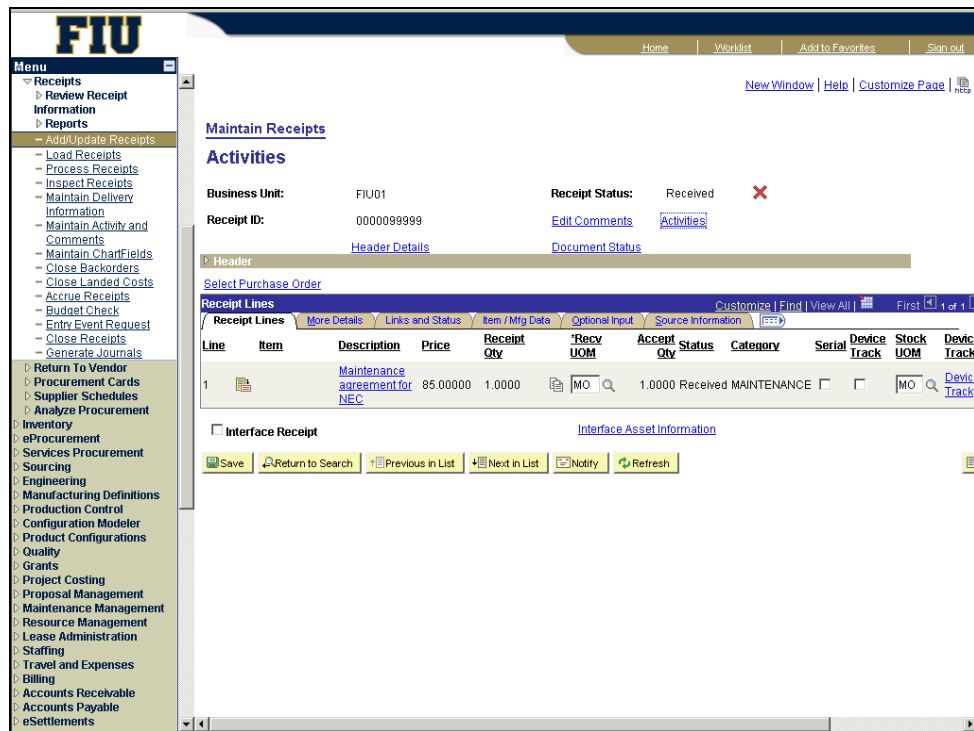 FIU
Home | Worklist | Add to Favorites | Sign out
Menu
Receipts
Review Receipt
Information
Reports
Add/Update Receipts
Load Receipts
Process Receipts
Inspect Receipts
Maintain Delivery
Information
Maintain Activity and
Comments
Maintain ChartFields
Close Backorders
Close Landed Costs
Accrue Receipts
Budget Check
Entry Event Request
Close Receipts
Generate Journals
Return To Vendor
Procurement Cards
Supplier Schedules
Analyze Procurement
Inventory
eProcurement
Services Procurement
Sourcing
Engineering
Manufacturing Definitions
Production Control
Configuration Modeler
Product Configurations
Quality
Grants
Project Costing
Proposal Management
Maintenance Management
Resource Management
Lease Administration
Staffing
Travel and Expenses
Billing
Accounts Receivable
Accounts Payable
eSettlements
New Window | Help | Customize Page | http
Maintain Receipts
Activities
Business Unit: FIU01 Receipt Status: Received
Receipt ID: 0000099999 Edit Comments Activities
Header Details Document Status
Header
Select Purchase Order
Receipt Lines Customize | Find | View All | First 1 of 1
Receipt Lines More Details Links and Status Item / Mfg Data Optional Input Source Information
Line Item Description Price Receipt Qty *Recv UOM Accept Qty Status Category Serial Device Track Stock UOM Devic Track
1 Maintenance agreement for NEC 85.00000 1.0000 MO 1.0000 Received MAINTENANCE MO Devic Track
Interface Receipt Interface Asset Information
Save Return to Search Previous in List Next in List Notify Refresh